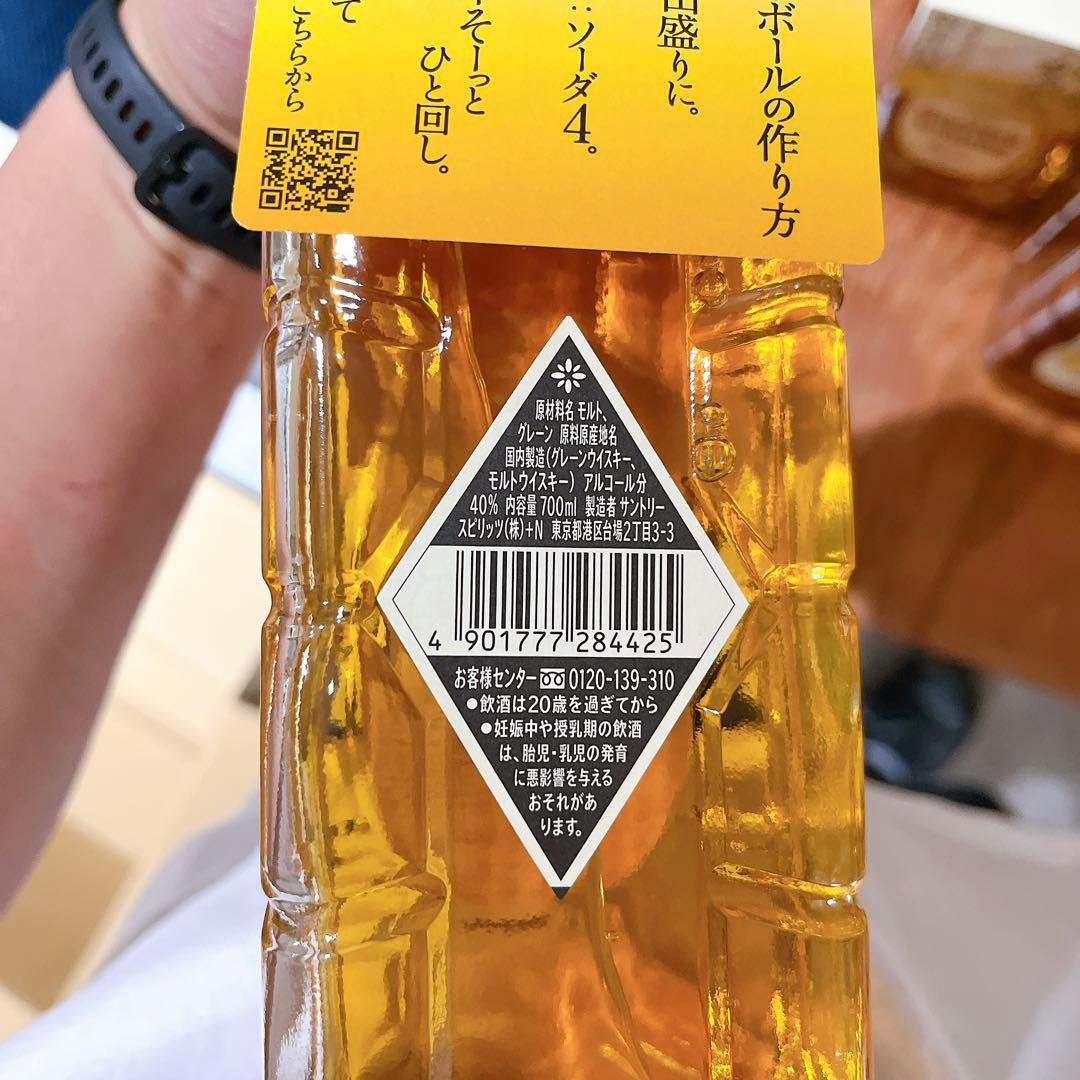 ボールの作り方
盛りに。
:ソーダ4。
そーっと
ひと回し。
て
こちらから
原材料名 モルト、
グレーン 原料原産地名
国内製造(グレーンウイスキー、
モルトウイスキー) アルコール分
40% 内容量 700ml 製造者 サントリー
スピリッツ(株)+N 東京都港区台場2丁目3-3
4 901777 284425
お客様センター 0120-139-310
●飲酒は20歳を過ぎてから
●妊娠中や授乳期の飲酒
は、胎児・乳児の発育
に悪影響を与える
おそれがあ
ります。